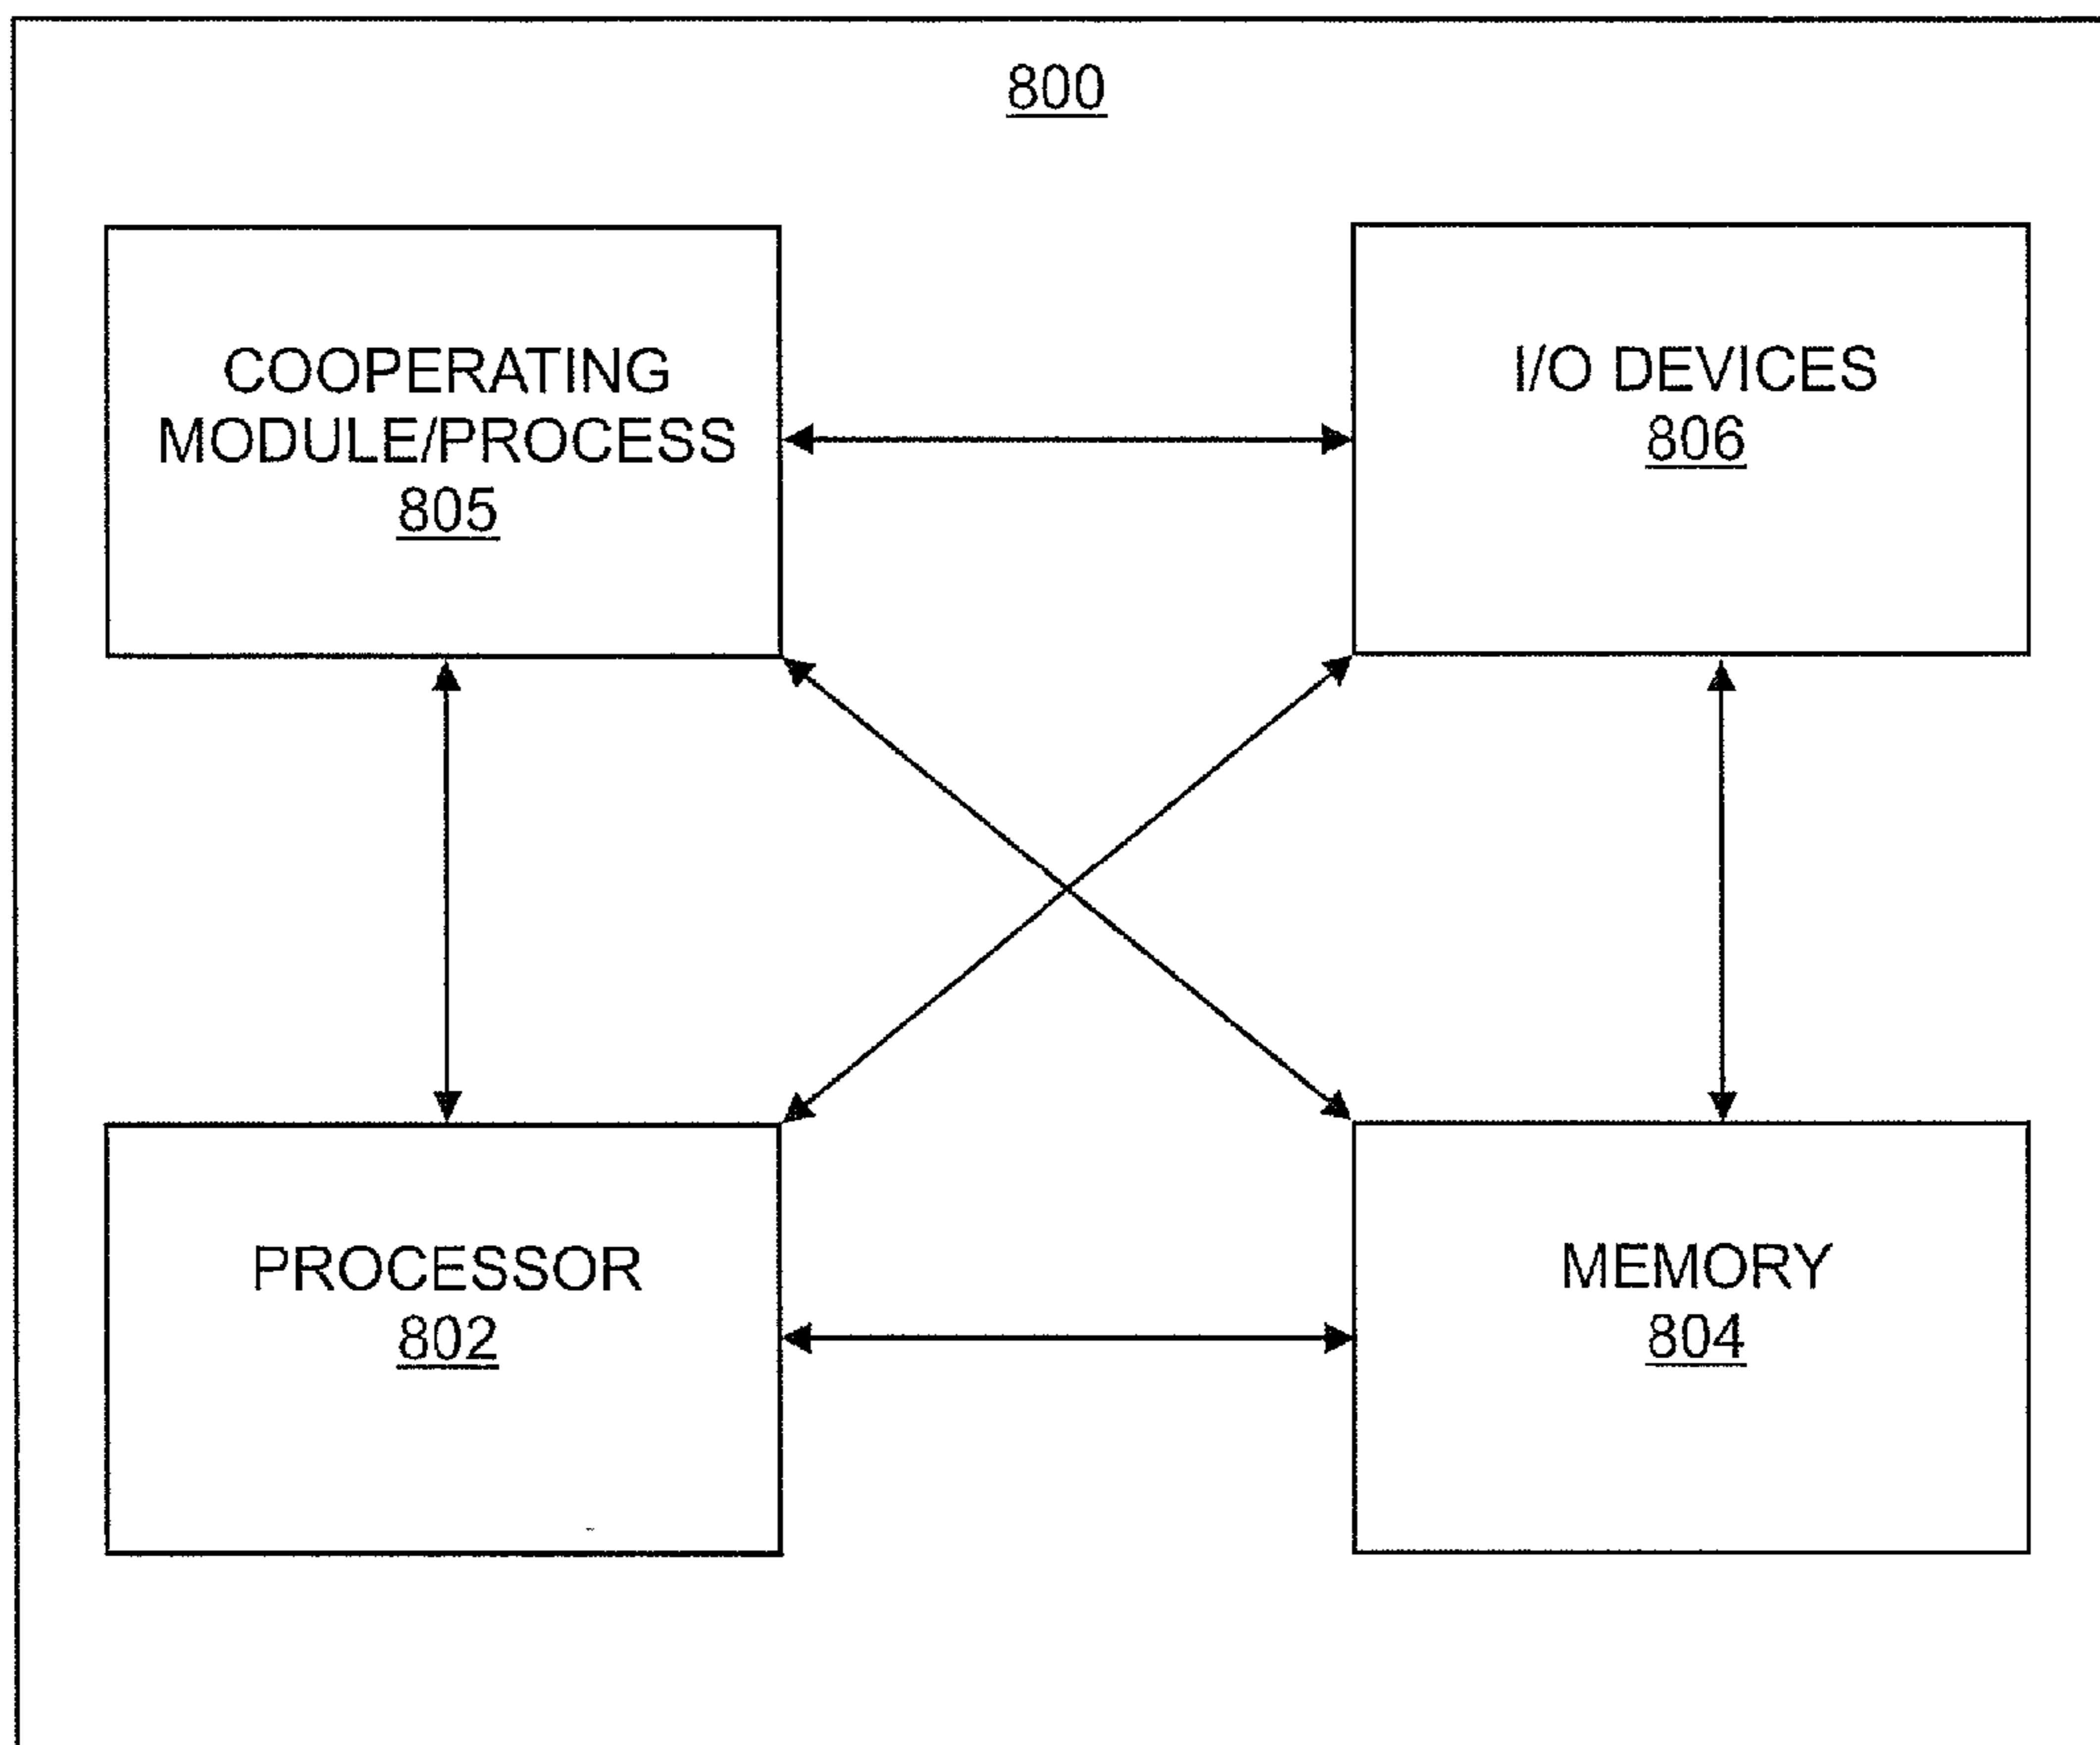 800
COOPERATING
MODULE/PROCESS
805
I/O DEVICES
806
PROCESSOR
802
MEMORY
804